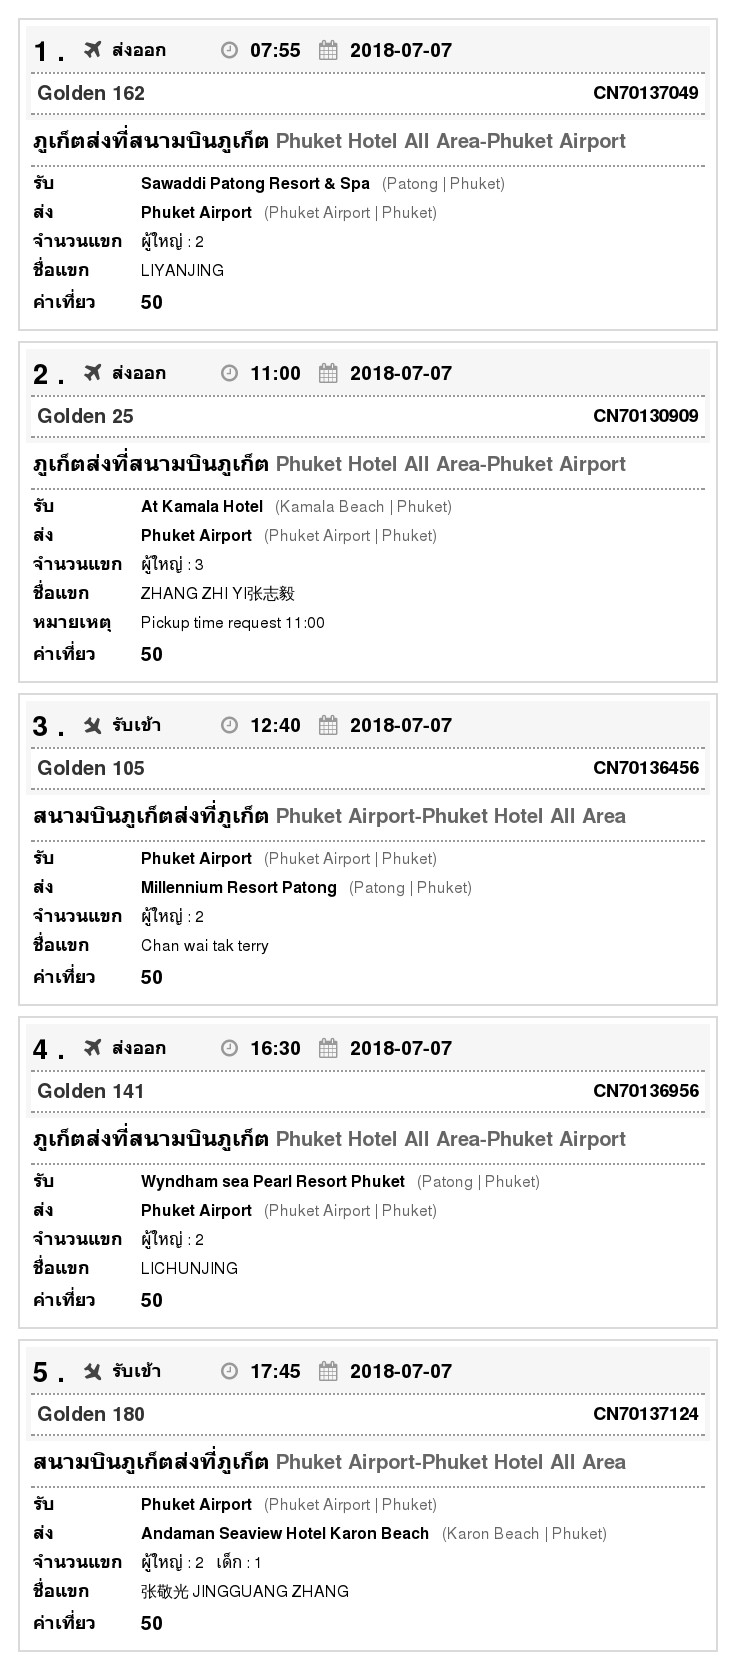 1 . ส่งออก 07:55 2018-07-07
Golden 162 CN70137049
ภูเก็ตส่งที่สนามบินภูเก็ต Phuket Hotel All Area-Phuket Airport
รับ Sawaddi Patong Resort & Spa (Patong | Phuket)
ส่ง Phuket Airport (Phuket Airport | Phuket)
จำนวนแขก ผู้ใหญ่ : 2
ชื่อแขก LIYANJING
ค่าเที่ยว 50
2 . ส่งออก 11:00 2018-07-07
Golden 25 CN70130909
ภูเก็ตส่งที่สนามบินภูเก็ต Phuket Hotel All Area-Phuket Airport
รับ At Kamala Hotel (Kamala Beach | Phuket)
ส่ง Phuket Airport (Phuket Airport | Phuket)
จำนวนแขก ผู้ใหญ่ : 3
ชื่อแขก ZHANG ZHI YI张志毅
หมายเหตุ Pickup time request 11:00
ค่าเที่ยว 50
3 . รับเข้า 12:40 2018-07-07
Golden 105 CN70136456
สนามบินภูเก็ตส่งที่ภูเก็ต Phuket Airport-Phuket Hotel All Area
รับ Phuket Airport (Phuket Airport | Phuket)
ส่ง Millennium Resort Patong (Patong | Phuket)
จำนวนแขก ผู้ใหญ่ : 2
ชื่อแขก Chan wai tak terry
ค่าเที่ยว 50
4 . ส่งออก 16:30 2018-07-07
Golden 141 CN70136956
ภูเก็ตส่งที่สนามบินภูเก็ต Phuket Hotel All Area-Phuket Airport
รับ Wyndham sea Pearl Resort Phuket (Patong | Phuket)
ส่ง Phuket Airport (Phuket Airport | Phuket)
จำนวนแขก ผู้ใหญ่ : 2
ชื่อแขก LICHUNJING
ค่าเที่ยว 50
5 . รับเข้า 17:45 2018-07-07
Golden 180 CN70137124
สนามบินภูเก็ตส่งที่ภูเก็ต Phuket Airport-Phuket Hotel All Area
รับ Phuket Airport (Phuket Airport | Phuket)
ส่ง Andaman Seaview Hotel Karon Beach (Karon Beach | Phuket)
จำนวนแขก ผู้ใหญ่ : 2 เด็ก : 1
ชื่อแขก 张敬光 JINGGUANG ZHANG
ค่าเที่ยว 50